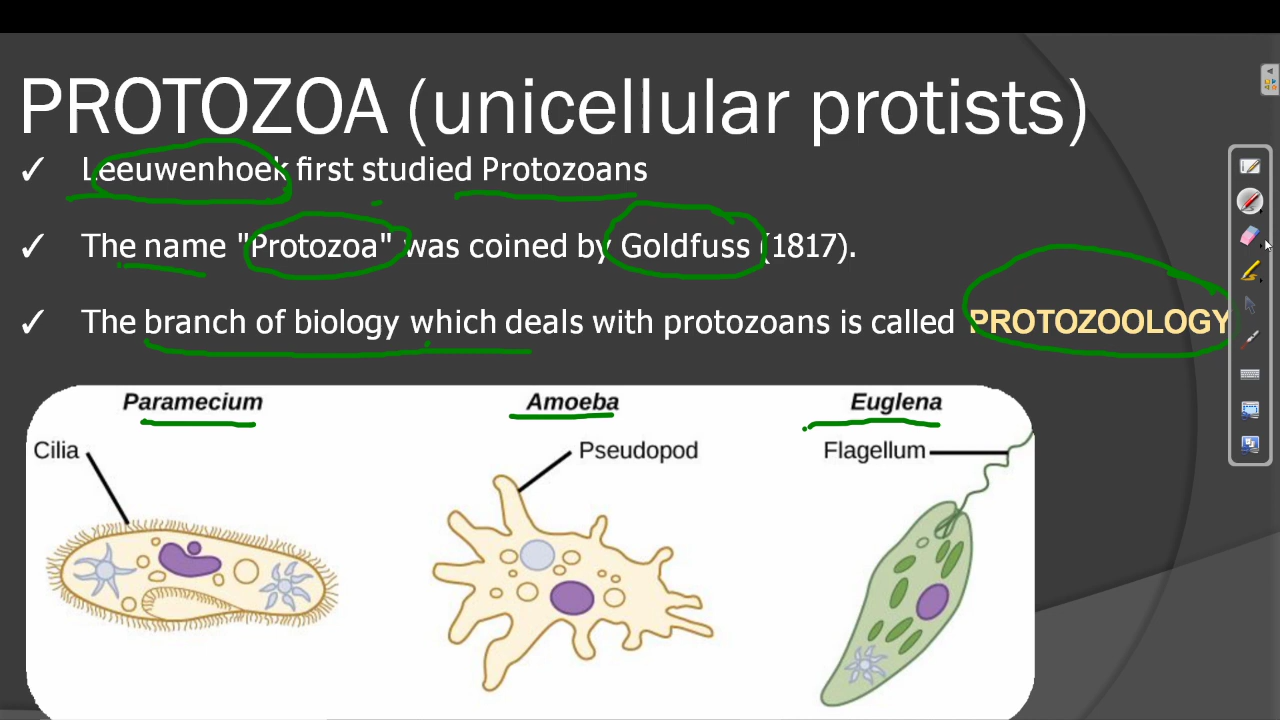 PROTOZOA (unicellular protists)
✓ Leeuwenhoek first studied Protozoans
✓ The name "Protozoa" was coined by Goldfuss (1817).
✓ The branch of biology which deals with protozoans is called PROTOZOOLOGY
Paramecium Amoeba Euglena
Cilia Pseudopod Flagellum